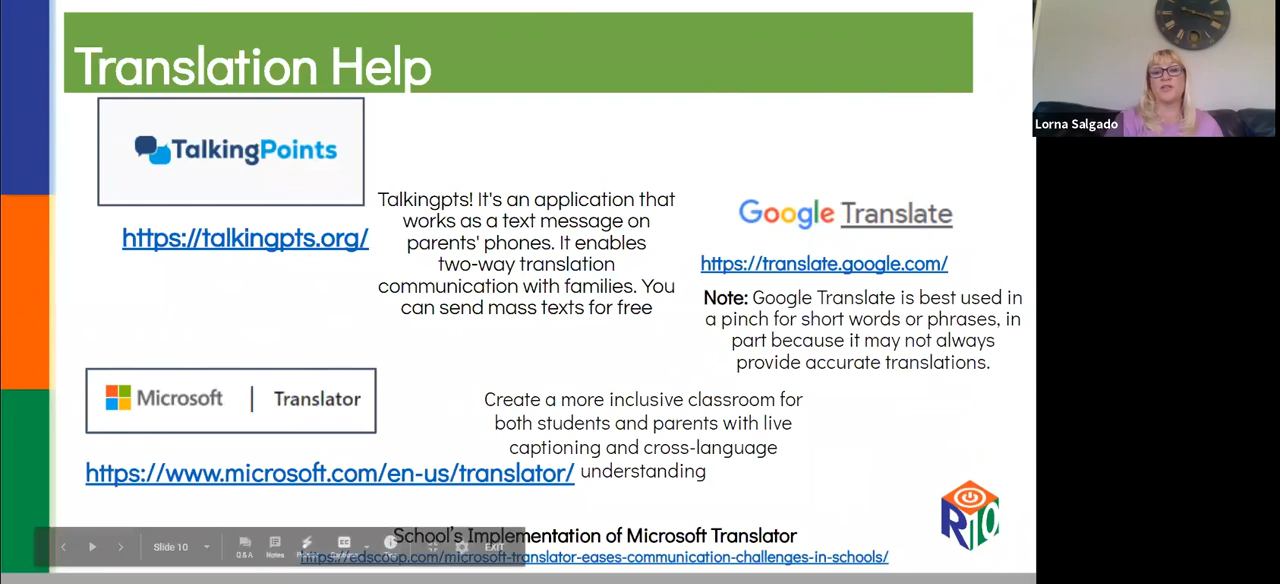 Translation Help
TalkingPoints
https://talkingpts.org/
Talkingpts! It's an application that
works as a text message on
parents' phones. It enables
two-way translation
communication with families. You
can send mass texts for free
Google Translate
https://translate.google.com/
Note: Google Translate is best used in
a pinch for short words or phrases, in
part because it may not always
provide accurate translations.
Microsoft | Translator
https://www.microsoft.com/en-us/translator/
Create a more inclusive classroom for
both students and parents with live
captioning and cross-language
understanding
School's Implementation of Microsoft Translator
https://edscoop.com/microsoft-translator-eases-communication-challenges-in-schools/
Slide 10
Q&A
Notes
EXIT
R10
Lorna Salgado